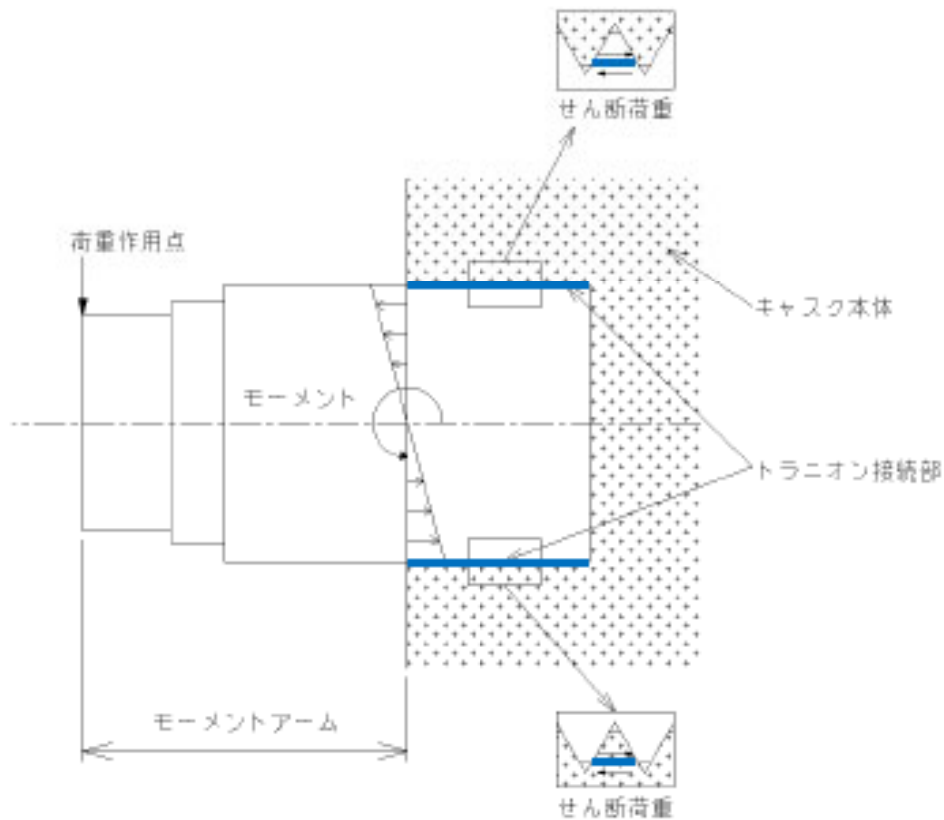 せん断荷重
荷重作用点
キャスク本体
モーメント
トラニオン接続部
モーメントアーム
せん断荷重